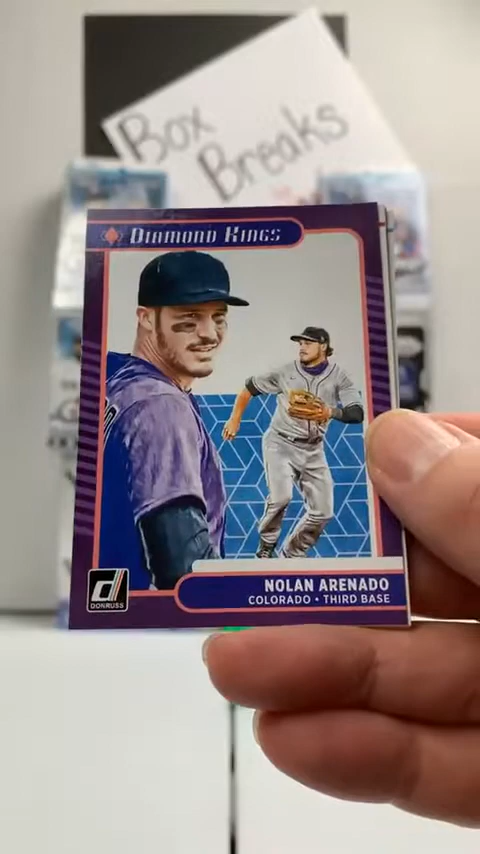 Box
Breaks
DIAMOND KINGS
NOLAN ARENADO
COLORADO • THIRD BASE
DONRUSS